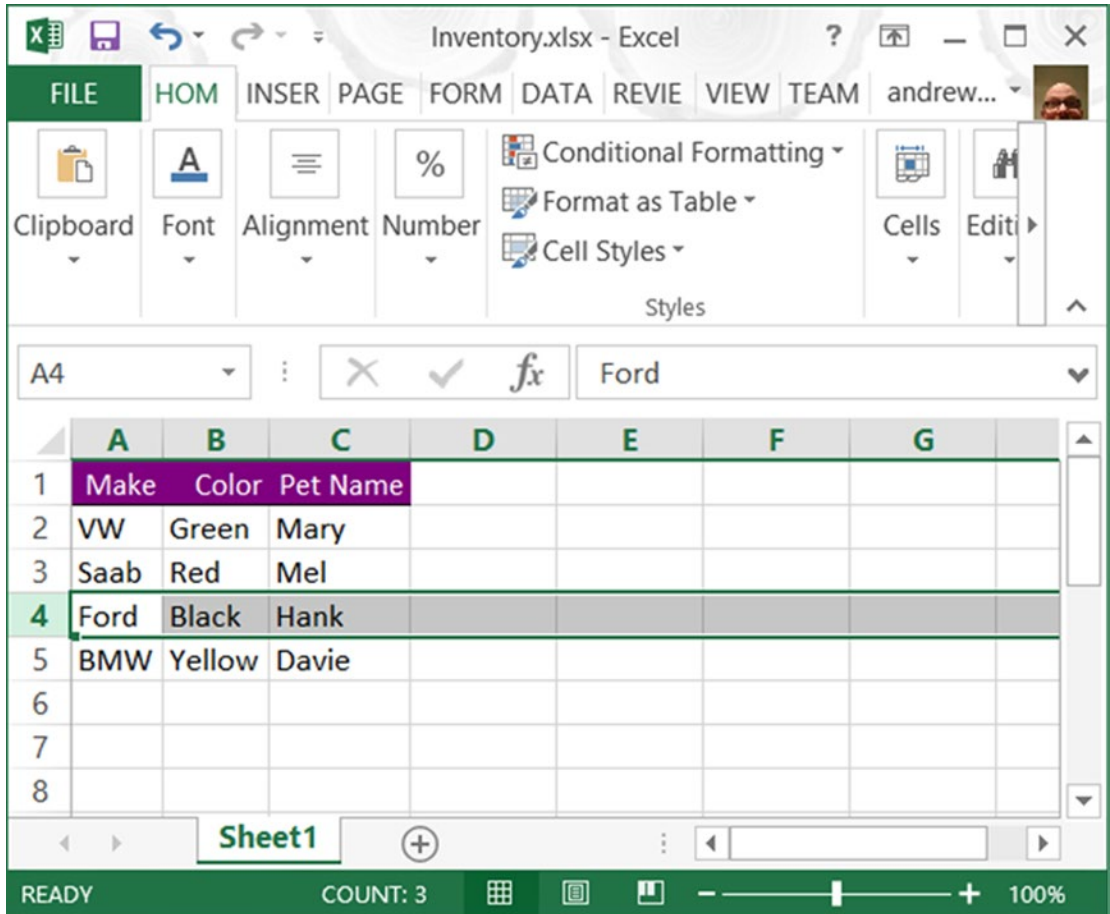 Inventory.xlsx - Excel ?
FILE HOM INSER PAGE FORM DATA REVIE VIEW TEAM andrew...
Clipboard Font Alignment Number Conditional Formatting Format as Table Cell Styles Styles Cells Editi
A4 fx Ford
A B C D E F G
1 Make Color Pet Name
2 VW Green Mary
3 Saab Red Mel
4 Ford Black Hank
5 BMW Yellow Davie
6
7
8
Sheet1
READY COUNT: 3 100%